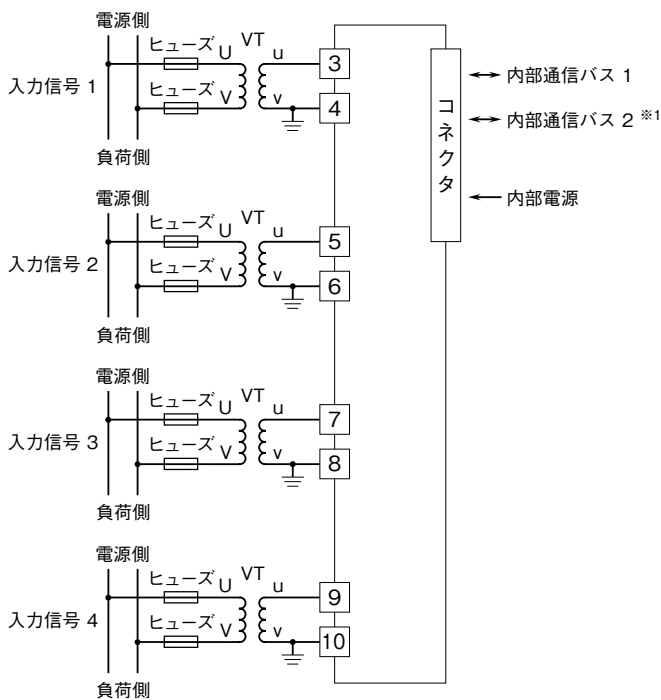 電源側
ヒューズ U VT u 3
入力信号 1
ヒューズ V v 4
負荷側
コネクタ
内部通信バス 1
内部通信バス 2 ※1
内部電源
電源側
ヒューズ U VT u 5
入力信号 2
ヒューズ V v 6
負荷側
電源側
ヒューズ U VT u 7
入力信号 3
ヒューズ V v 8
負荷側
電源側
ヒューズ U VT u 9
入力信号 4
ヒューズ V v 10
負荷側